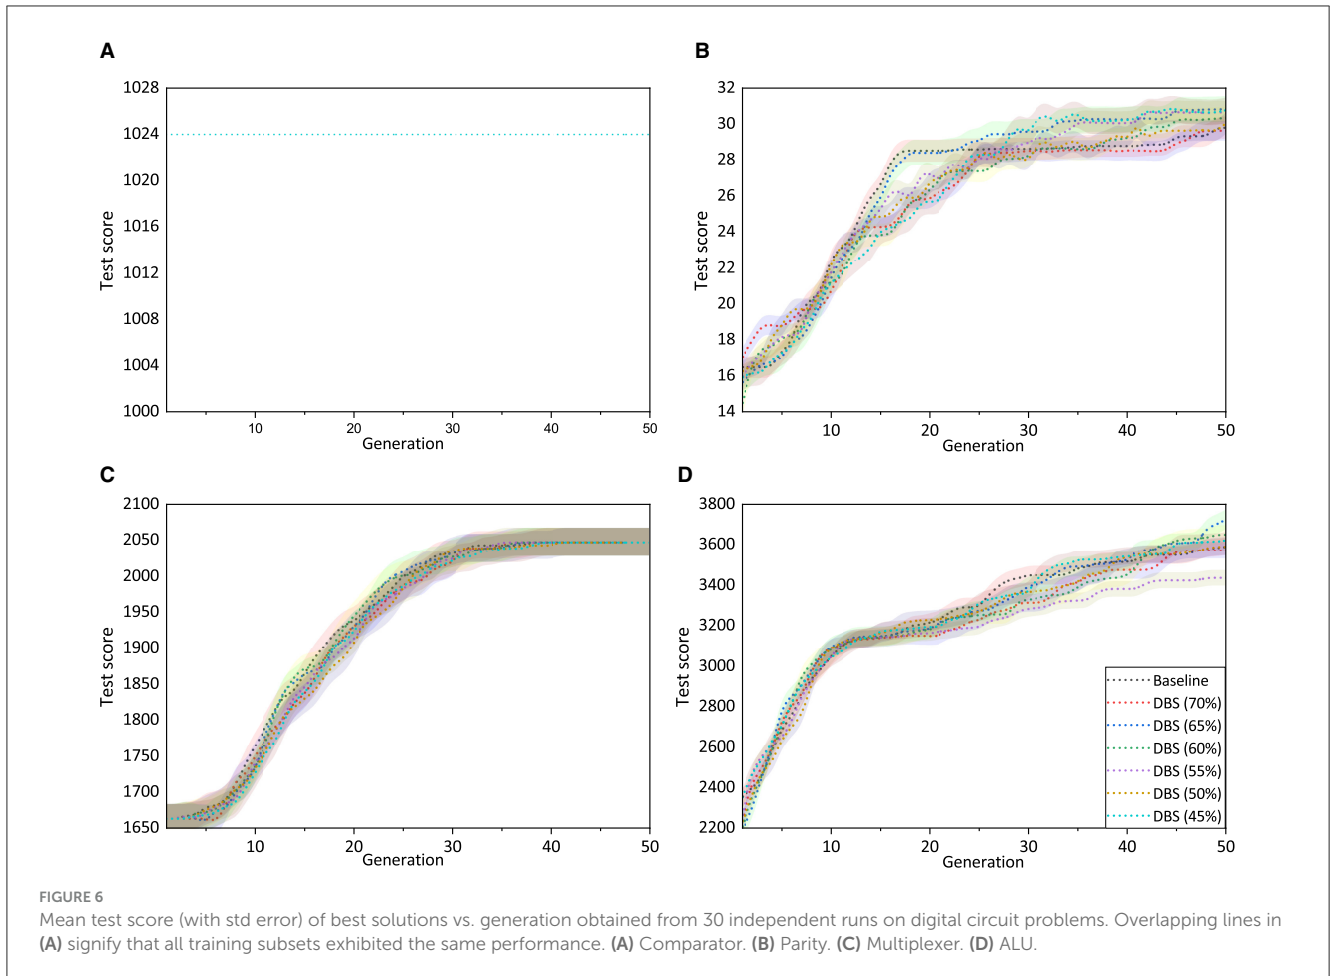 A
B
1028
1024
1020
1016
1012
1008
1004
1000
Test score
10
20
30
40
50
Generation
32
30
28
26
24
22
20
18
16
14
Test score
10
20
30
40
50
Generation
C
D
2100
2050
2000
1950
1900
1850
1800
1750
1700
1650
Test score
10
20
30
40
50
Generation
3800
3600
3400
3200
3000
2800
2600
2400
2200
Test score
10
20
30
40
50
Generation
Baseline
DBS (70%)
DBS (65%)
DBS (60%)
DBS (55%)
DBS (50%)
DBS (45%)
FIGURE 6
Mean test score (with std error) of best solutions vs. generation obtained from 30 independent runs on digital circuit problems. Overlapping lines in
(A) signify that all training subsets exhibited the same performance. (A) Comparator. (B) Parity. (C) Multiplexer. (D) ALU.